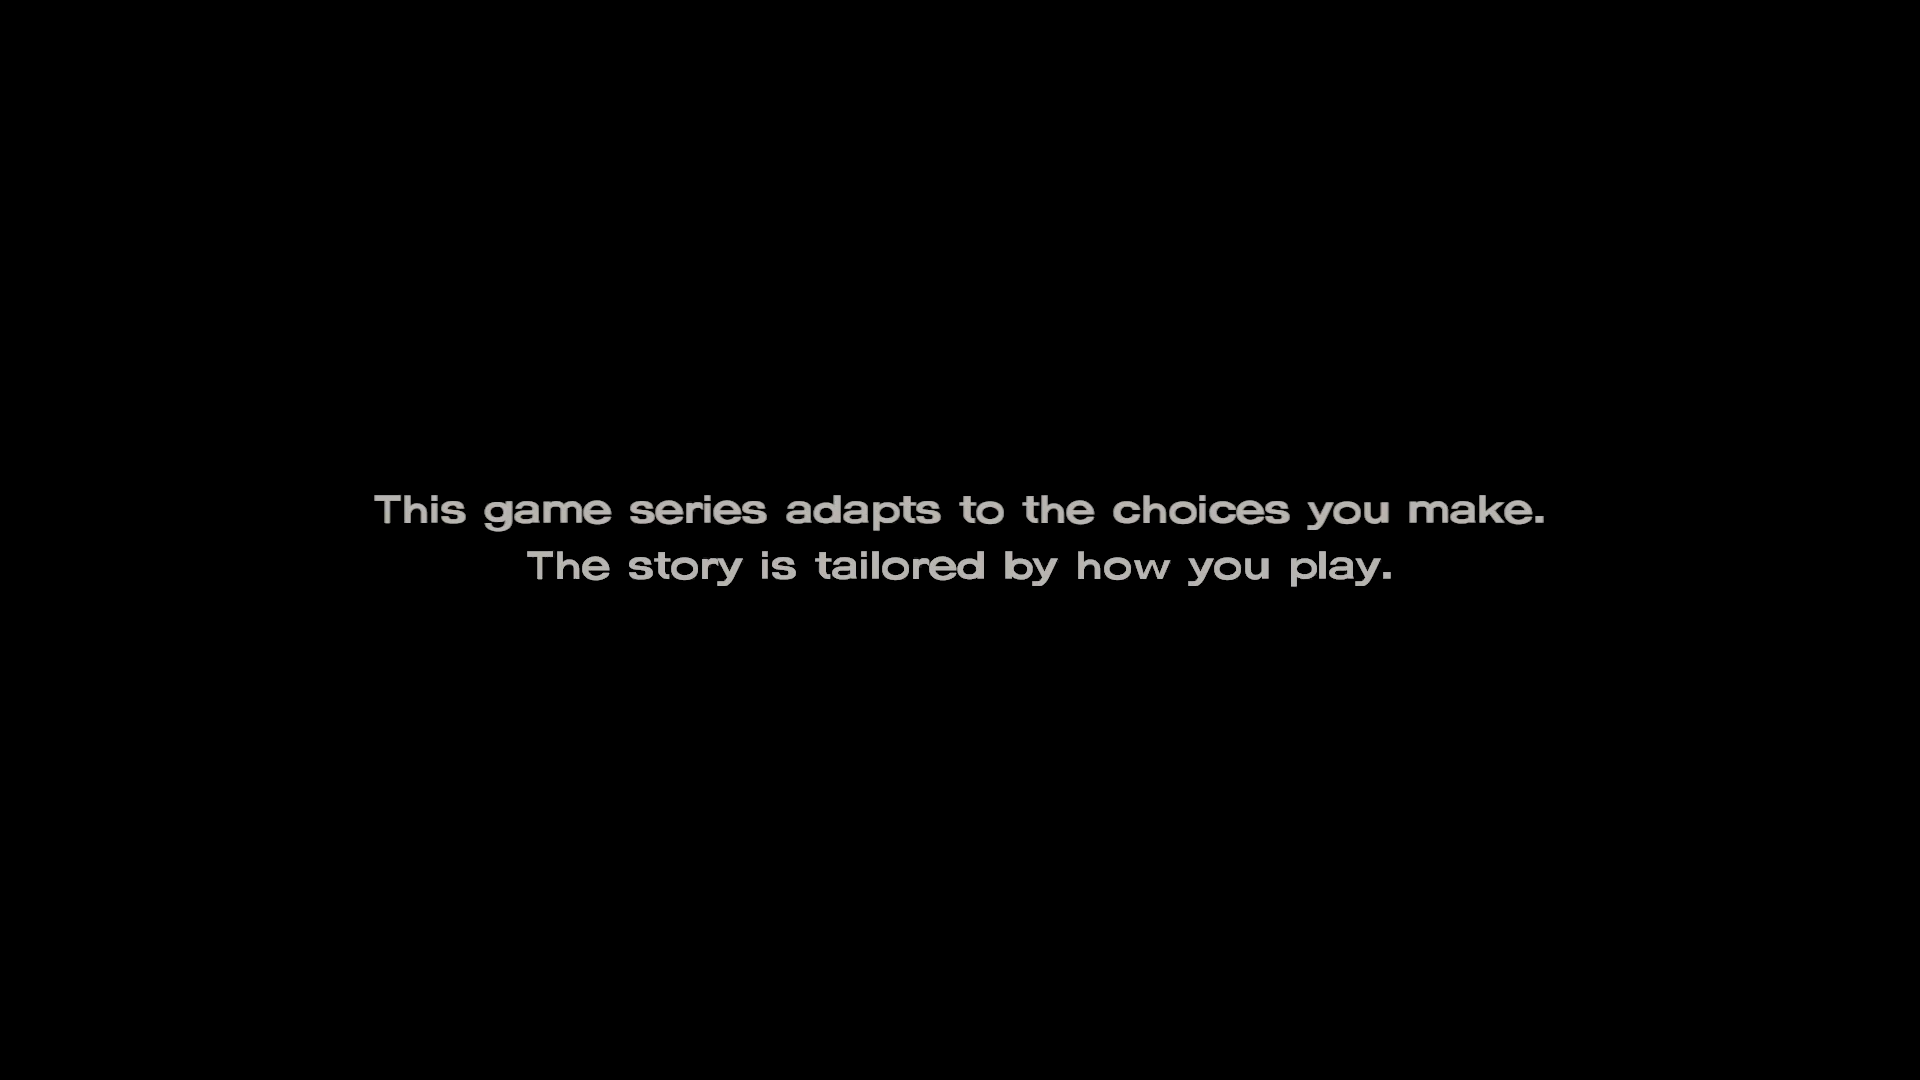 This game series adapts to the choices you make.
The story is tailored by how you play.